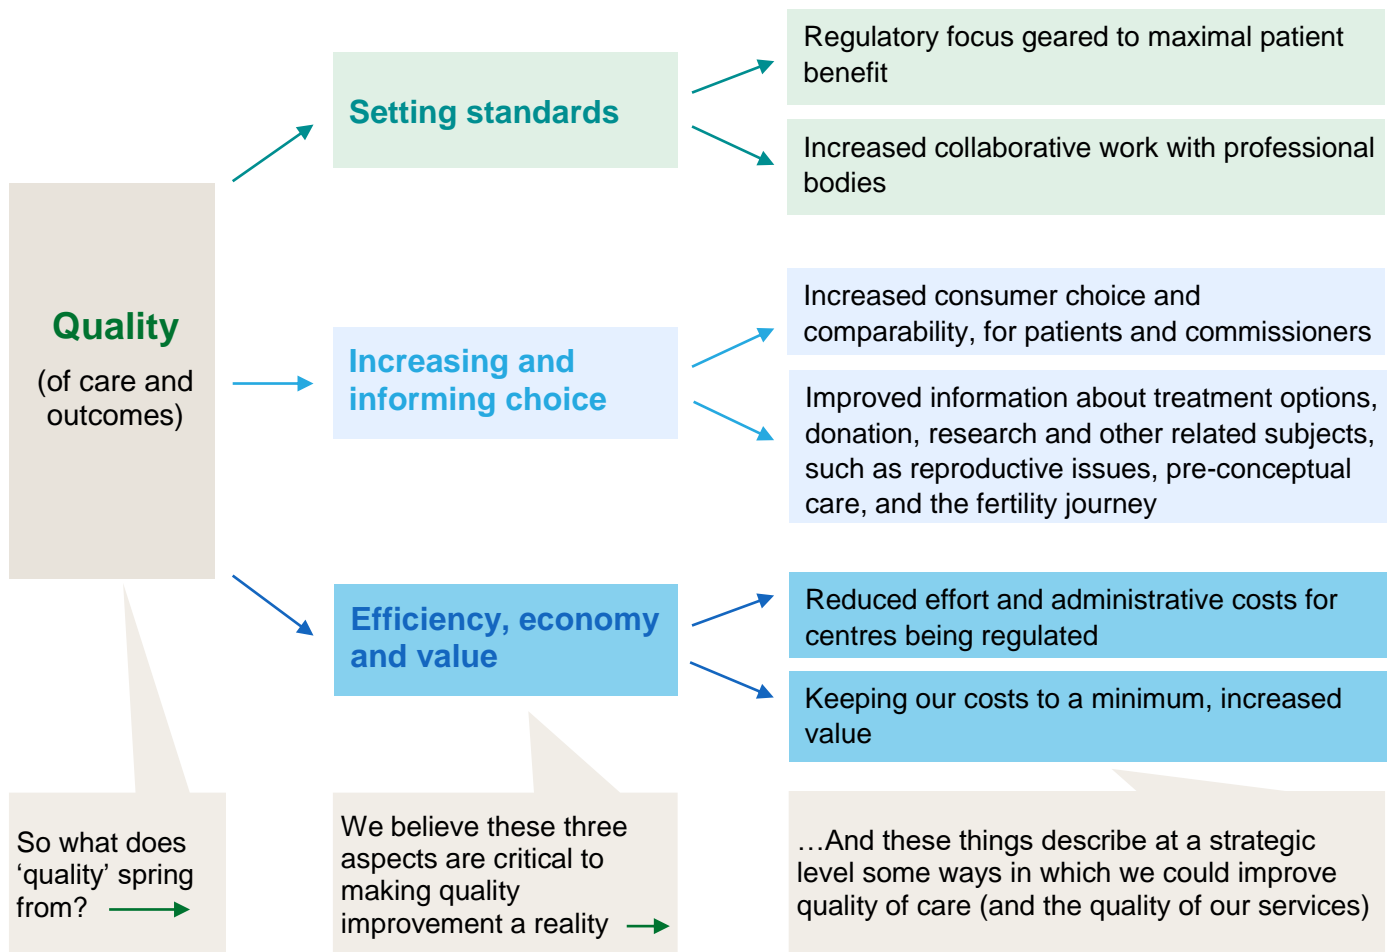 Quality
(of care and
outcomes)
Setting standards
Regulatory focus geared to maximal patient
benefit
Increased collaborative work with professional
bodies
Increasing and
informing choice
Increased consumer choice and
comparability, for patients and commissioners
Improved information about treatment options,
donation, research and other related subjects,
such as reproductive issues, pre-conceptual
care, and the fertility journey
Efficiency, economy
and value
Reduced effort and administrative costs for
centres being regulated
Keeping our costs to a minimum, increased
value
So what does
‘quality’ spring
from?
We believe these three
aspects are critical to
making quality
improvement a reality
…And these things describe at a strategic
level some ways in which we could improve
quality of care (and the quality of our services)